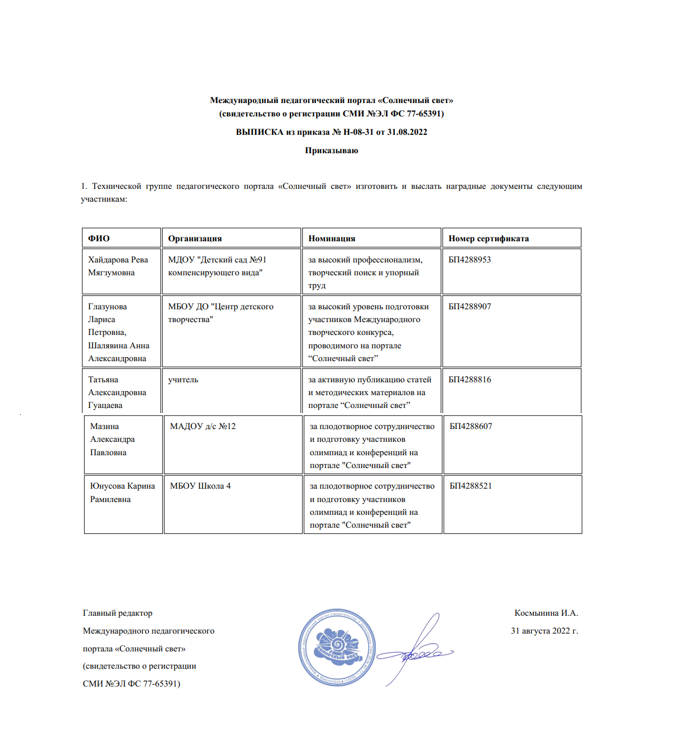 Международный педагогический портал «Солнечный свет»
(свидетельство о регистрации СМИ №ЭЛ ФС 77-65391)
ВЫПИСКА из приказа № Н-08-31 от 31.08.2022
Приказываю
1. Технической группе педагогического портала «Солнечный свет» изготовить и выслать наградные документы следующим
участникам:
ФИО Организация Номинация Номер сертификата
Хайдарова Рева МДОУ "Детский сад №91 за высокий профессионализм, БП4288953
Мягзумовна компенсирующего вида" творческий поиск и упорный
труд
Глазунова МБОУ ДО "Центр детского за высокий уровень подготовки БП4288907
Лариса творчества" участников Международного
Петровна, творческого конкурса,
Шалявина Анна проводимого на портале
Александровна “Солнечный свет”
Татьяна учитель за активную публикацию статей БП4288816
Александровна и методических материалов на
Гуацаева портале “Солнечный свет”
Мазина МАДОУ д/с №12 за плодотворное сотрудничество БП4288607
Александра и подготовку участников
Павловна олимпиад и конференций на
портале "Солнечный свет"
Юнусова Карина МБОУ Школа 4 за плодотворное сотрудничество БП4288521
Рамилевна и подготовку участников
олимпиад и конференций на
портале "Солнечный свет"
Главный редактор Космынина И.А.
Международного педагогического 31 августа 2022 г.
портала «Солнечный свет»
(свидетельство о регистрации
СМИ №ЭЛ ФС 77-65391)